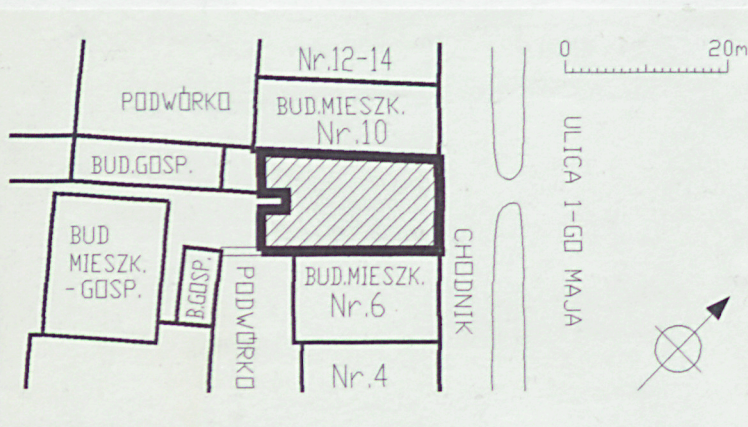 Nr.12-14
0 20m
PODWÓRKO
BUD.MIESZK.
Nr.10
BUD.GOSP.
ULICA 1-GO MAJA
BUD
MIESZK.
-GOSP.
B.GOSP.
PODWÓRKO
BUD.MIESZK.
Nr.6
CHODNIK
Nr.4